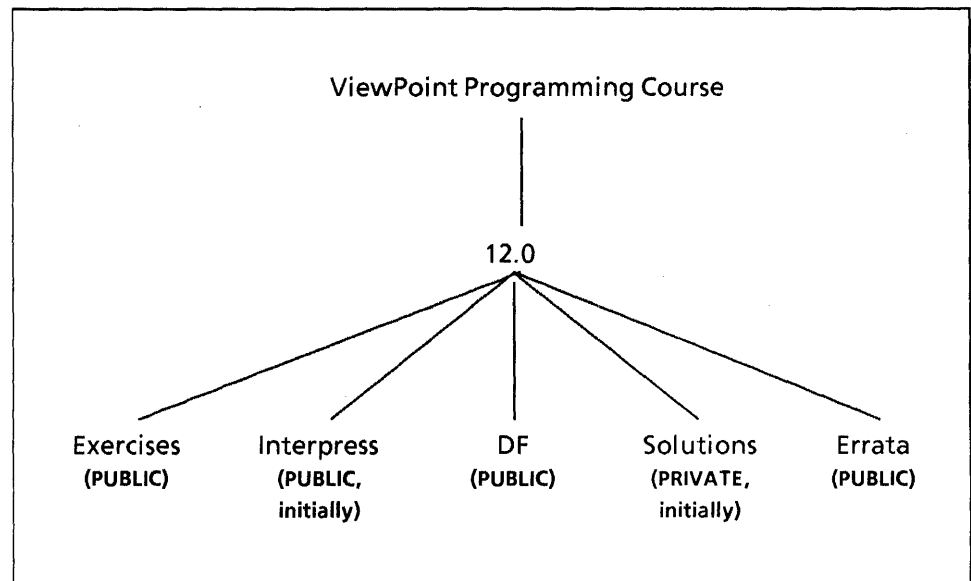 ViewPoint Programming Course
12.0
Exercises Interpress DF Solutions Errata
(PUBLIC) (PUBLIC, (PUBLIC) (PRIVATE, (PUBLIC)
initially) initially)